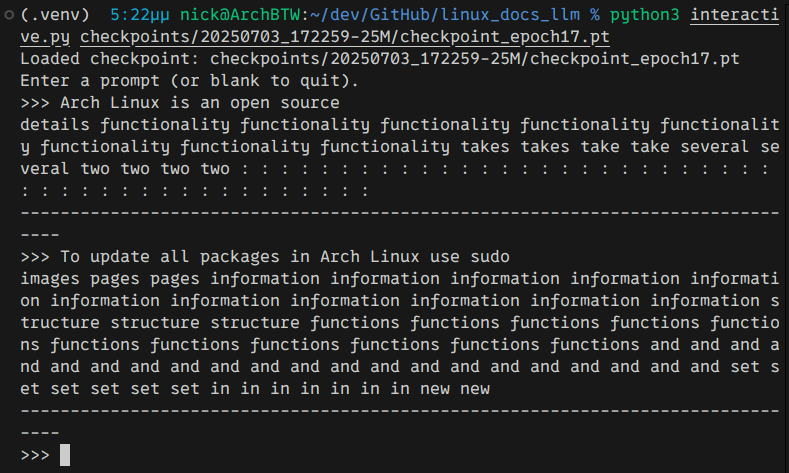 (.venv) 5:22μμ nick@ArchBTW:~/dev/GitHub/linux_docs_llm % python3 interacti
ve.py checkpoints/20250703_172259-25M/checkpoint_epoch17.pt
Loaded checkpoint: checkpoints/20250703_172259-25M/checkpoint_epoch17.pt
Enter a prompt (or blank to quit).
>>> Arch Linux is an open source
details functionality functionality functionality functionality functionalit
y functionality functionality functionality takes takes take take several se
veral two two two two : : : : : : : : : : : : : : : : : : : : : : : : : : :
: : : : : : : : : : : : : : : : : :
----------------------------------------------------------------------------
----
>>> To update all packages in Arch Linux use sudo
images pages pages information information information information informati
on information information information information information information s
tructure structure structure functions functions functions functions functio
ns functions functions functions functions functions functions and and and a
nd and and and and and and and and and and and and and and and and and set s
et set set set set in in in in in in in new new
----------------------------------------------------------------------------
----
>>>